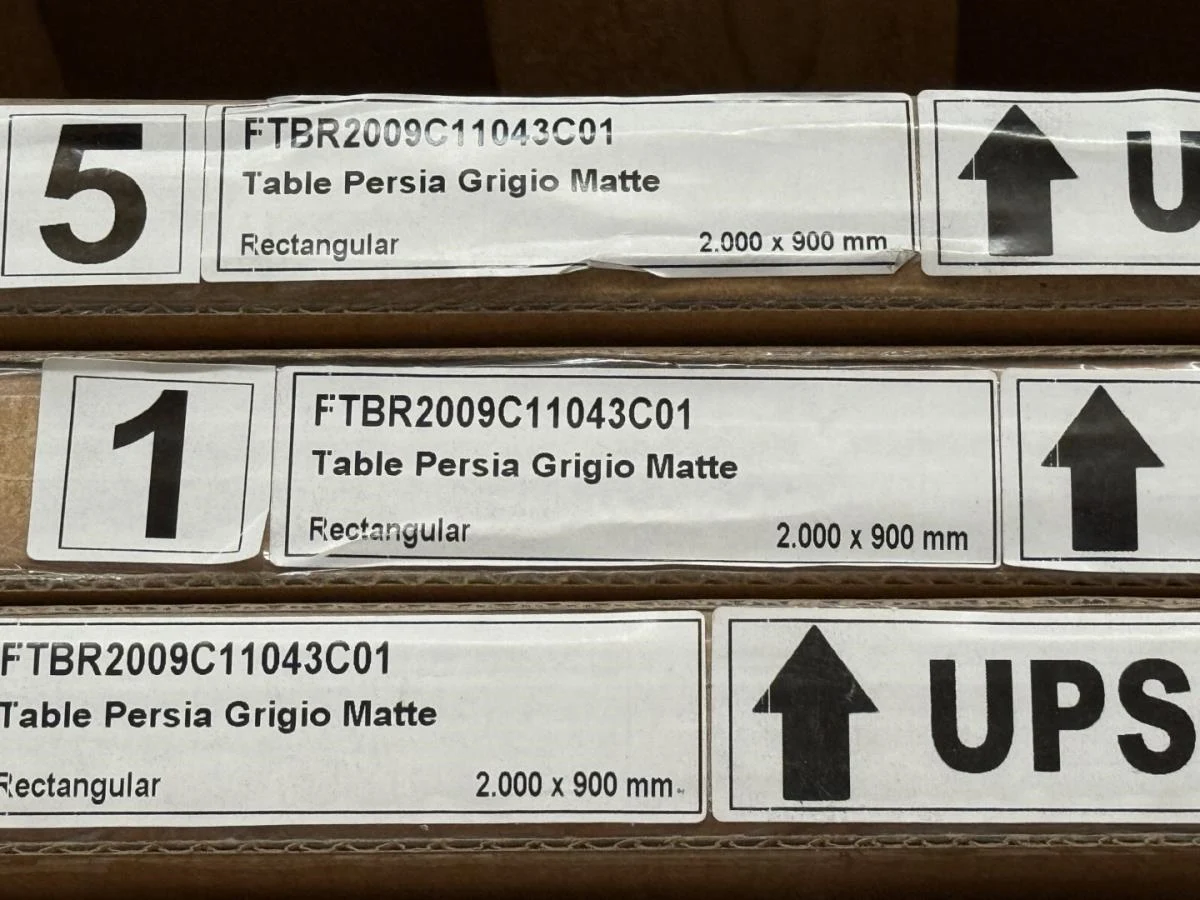 5
FTBR2009C11043C01
Table Persia Grigio Matte
Rectangular 2.000 x 900 mm
U
1
FTBR2009C11043C01
Table Persia Grigio Matte
Rectangular 2.000 x 900 mm
FTBR2009C11043C01
Table Persia Grigio Matte
Rectangular 2.000 x 900 mm
UPS